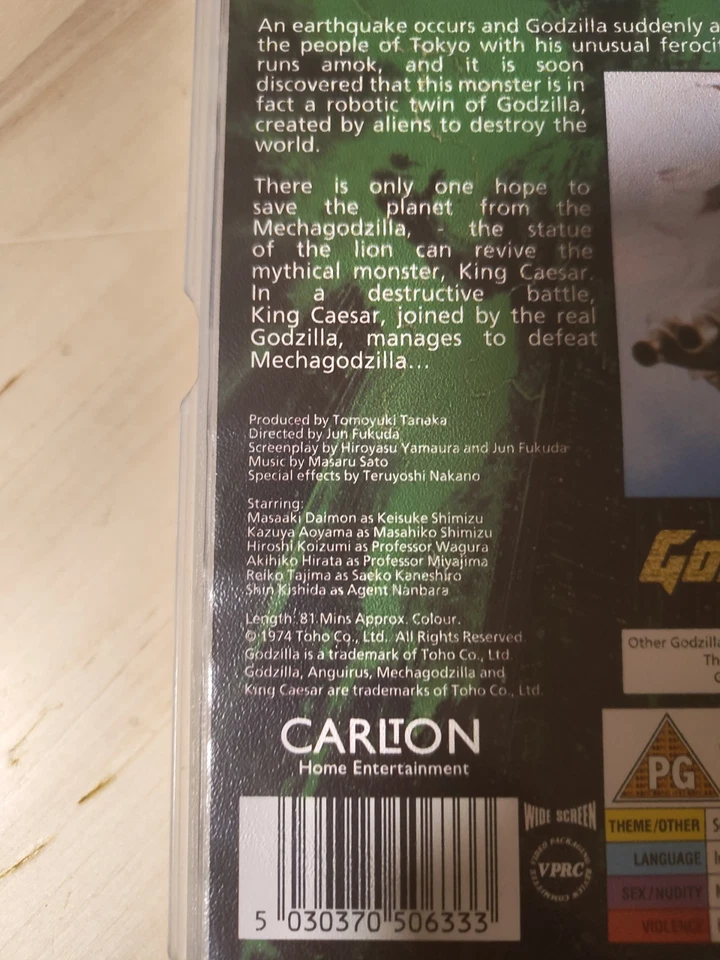 An earthquake occurs and Godzilla suddenly a
the people of Tokyo with his unusual feroci
runs amok, and it is soon
discovered that this monster is in
fact a robotic twin of Godzilla,
created by aliens to destroy the
world.
There is only one hope to
save the planet from the
Mechagodzilla, - the statue
of the lion can revive the
mythical monster, King Caesar.
In a destructive battle,
King Caesar, joined by the real
Godzilla, manages to defeat
Mechagodzilla...
Produced by Tomoyuki Tanaka
Directed by Jun Fukuda
Screenplay by Hiroyasu Yamaura and Jun Fukuda
Music by Masaru Sato
Special effects by Teruyoshi Nakano
Starring:
Masaaki Daimon as Keisuke Shimizu
Kazuya Aoyama as Masahiko Shimizu
Hiroshi Koizumi as Professor Wagura
Akihiko Hirata as Professor Miyajima
Reiko Tajima as Saeko Kaneshiro
Shin Kishida as Agent Nanbara
Length: 81 Mins Approx. Colour.
© 1974 Toho Co., Ltd. All Rights Reserved.
Godzilla is a trademark of Toho Co., Ltd.
Godzilla, Anguirus, Mechagodzilla and
King Caesar are trademarks of Toho Co., Ltd.
CARLTON
Home Entertainment
5 030370 506333
WIDE SCREEN
VIDEO PACKAGING REVIEW COMMITTEE
VPRC
Go
Other Godzilla
Th
PG
THEME/OTHER
LANGUAGE
SEX/NUDITY
VIOLENCE